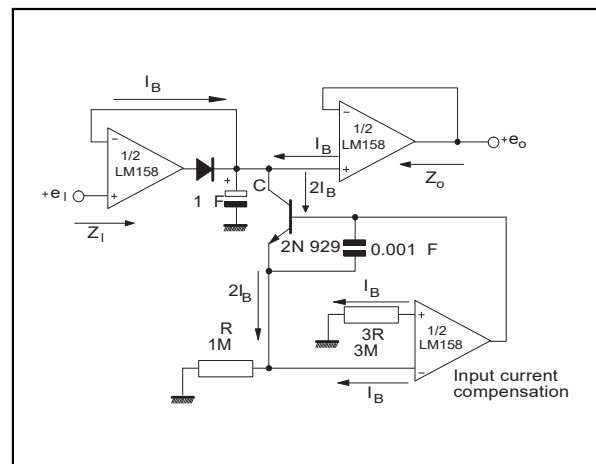 I_B
1/2
LM158
+e_I
Z_I
1 F
C
I_B
2I_B
1/2
LM158
+e_o
Z_o
2N 929
0.001 F
2I_B
R
1M
I_B
3R
3M
1/2
LM158
I_B
Input current
compensation